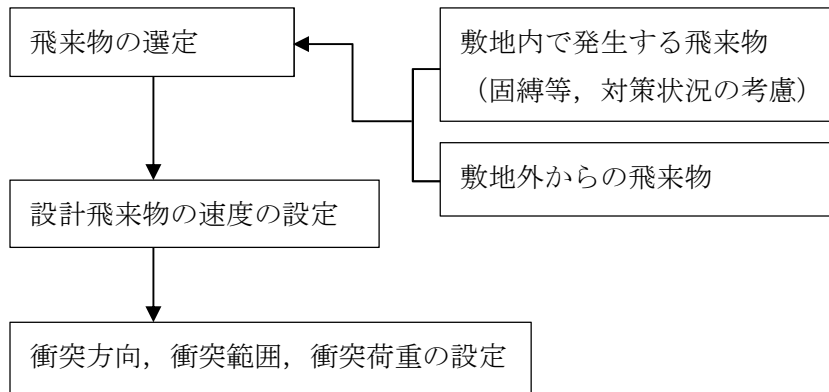 飛来物の選定
敷地内で発生する飛来物
（固縛等，対策状況の考慮）
敷地外からの飛来物
設計飛来物の速度の設定
衝突方向，衝突範囲，衝突荷重の設定